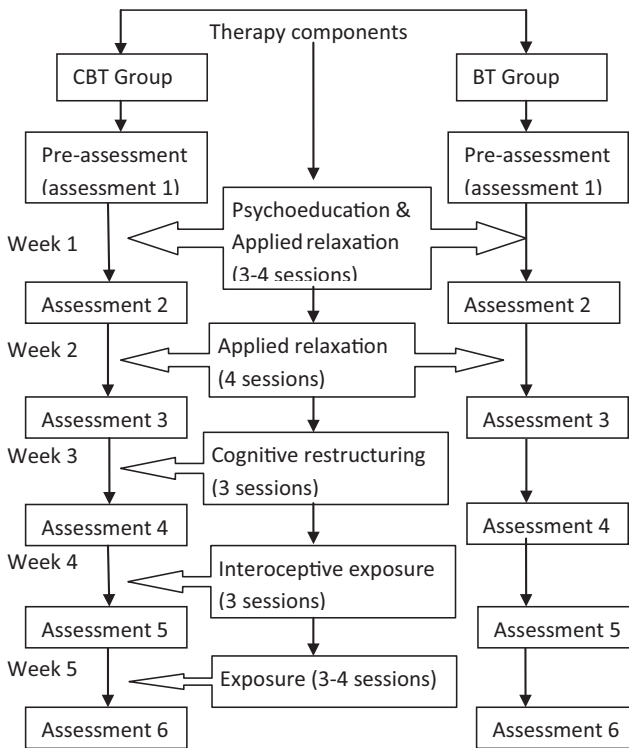 Therapy components
CBT Group
BT Group
Pre-assessment
(assessment 1)
Pre-assessment
(assessment 1)
Psychoeducation &
Applied relaxation
(3-4 sessions)
Week 1
Assessment 2
Assessment 2
Week 2
Applied relaxation
(4 sessions)
Assessment 3
Assessment 3
Week 3
Cognitive restructuring
(3 sessions)
Assessment 4
Assessment 4
Week 4
Interoceptive exposure
(3 sessions)
Assessment 5
Assessment 5
Week 5
Exposure (3-4 sessions)
Assessment 6
Assessment 6